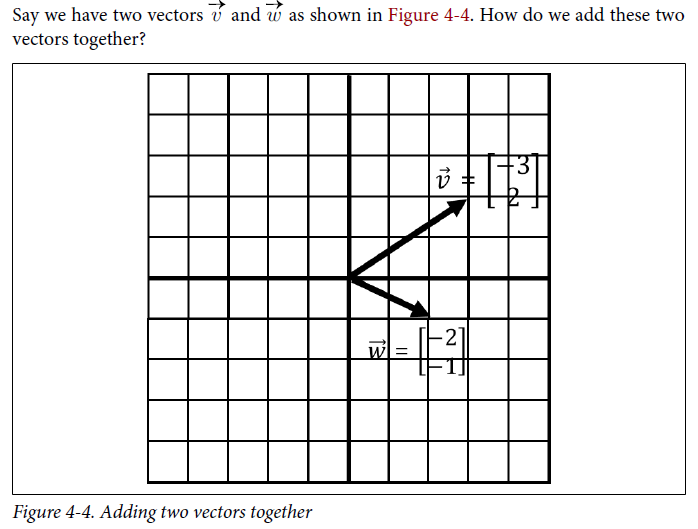 Say we have two vectors v⃗ and w⃗ as shown in Figure 4-4. How do we add these two
vectors together?
v⃗ = [−3
2]
w⃗ = [−2
−1]
Figure 4-4. Adding two vectors together